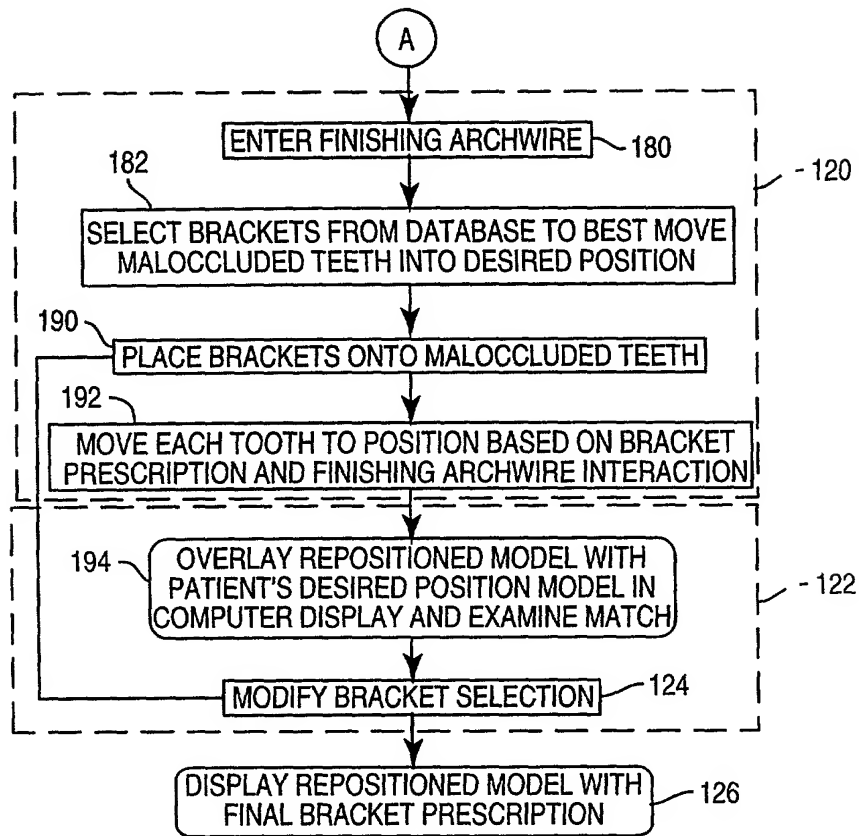 A
ENTER FINISHING ARCHWIRE
180
120
182
SELECT BRACKETS FROM DATABASE TO BEST MOVE
MALOCCLUDED TEETH INTO DESIRED POSITION
190
PLACE BRACKETS ONTO MALOCCLUDED TEETH
192
MOVE EACH TOOTH TO POSITION BASED ON BRACKET
PRESCRIPTION AND FINISHING ARCHWIRE INTERACTION
194
OVERLAY REPOSITIONED MODEL WITH
PATIENT'S DESIRED POSITION MODEL IN
COMPUTER DISPLAY AND EXAMINE MATCH
122
MODIFY BRACKET SELECTION
124
DISPLAY REPOSITIONED MODEL WITH
FINAL BRACKET PRESCRIPTION
126